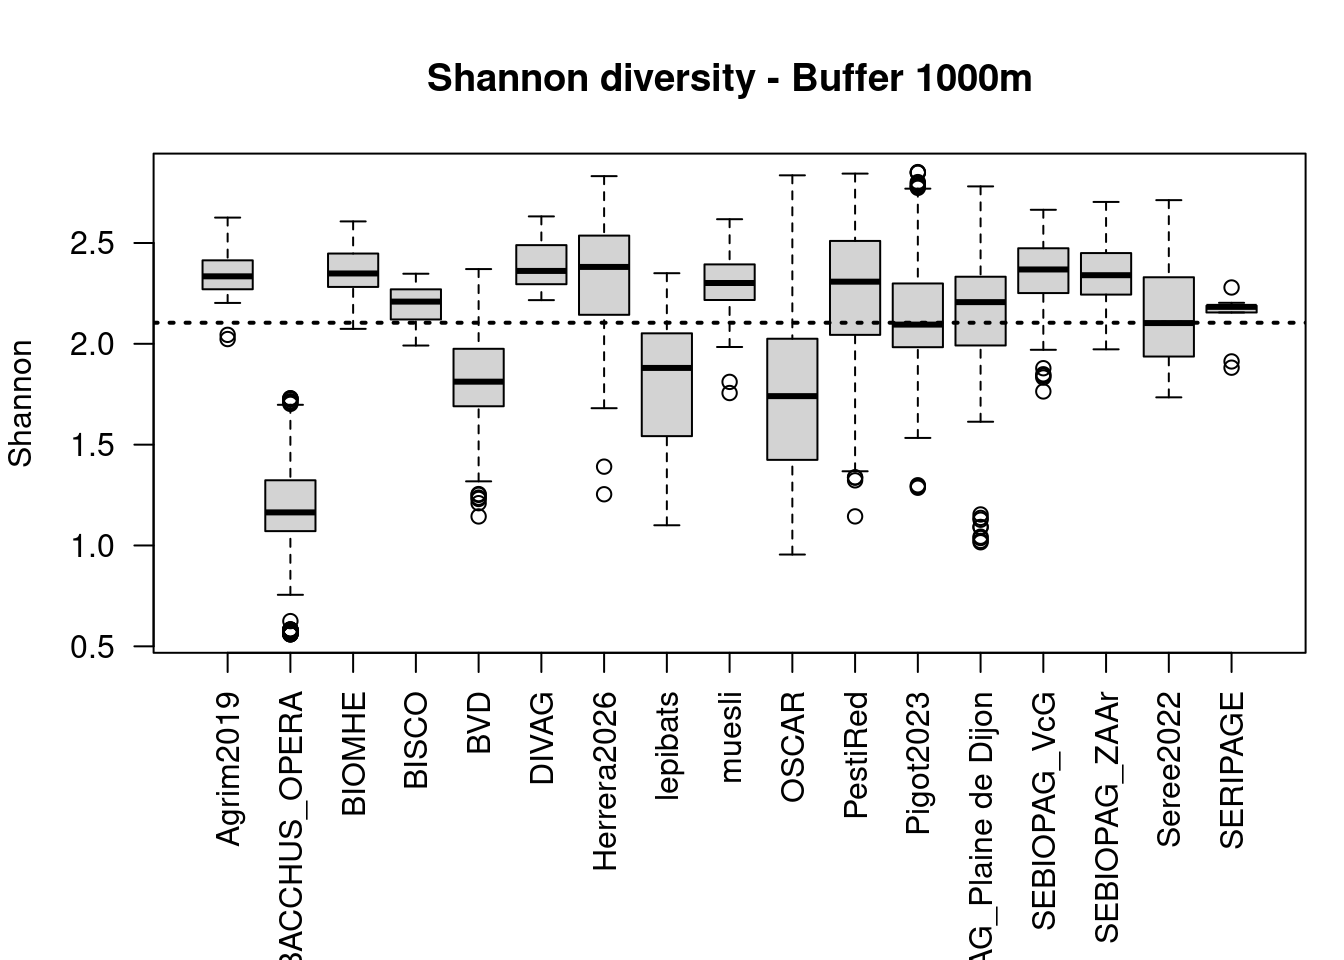 Shannon diversity - Buffer 1000m
Shannon
2.5
2.0
1.5
1.0
0.5
Agrim2019
BACCHUS_OPERA
BIOMHE
BISCO
BVD
DIVAG
Herrera2026
lepibats
muesli
OSCAR
PestiRed
Pigot2023
AG_Plaine de Dijon
SEBIOPAG_VcG
SEBIOPAG_ZAAr
Seree2022
SERIPAGE